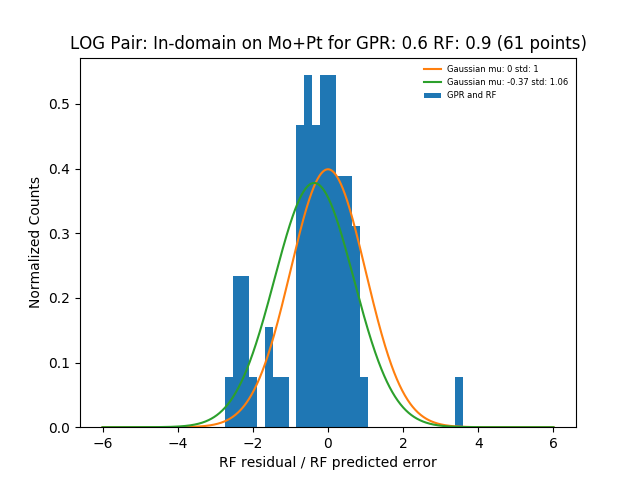 LOG Pair: In-domain on Mo+Pt for GPR: 0.6 RF: 0.9 (61 points)
Gaussian mu: 0 std: 1
Gaussian mu: -0.37 std: 1.06
GPR and RF
Normalized Counts
0.5
0.4
0.3
0.2
0.1
0.0
−6 −4 −2 0 2 4 6
RF residual / RF predicted error